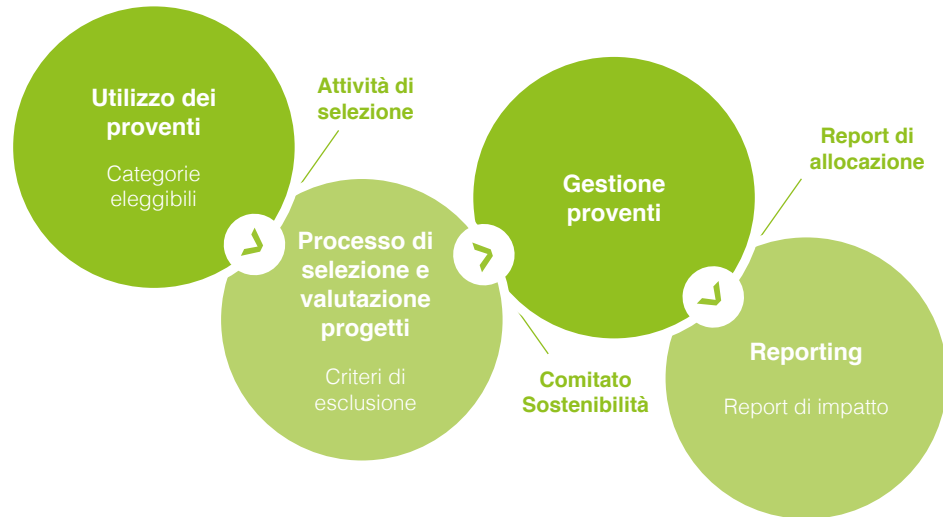 Utilizzo dei
proventi
Categorie
eleggibili
Attività di
selezione
Processo di
selezione e
valutazione
progetti
Criteri di
esclusione
Comitato
Sostenibilità
Gestione
proventi
Report di
allocazione
Reporting
Report di impatto